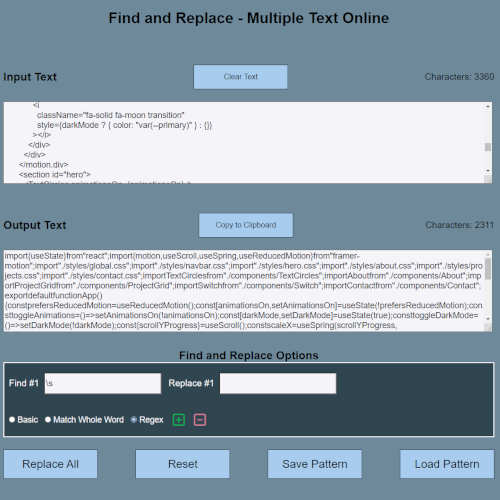 Find and Replace - Multiple Text Online
Input Text
Clear Text
Characters: 3360
<i
className="fa-solid fa-moon transition"
style={darkMode ? { color: "var(--primary)" } : {}}
></i>
</div>
</div>
</motion.div>
<section id="hero">
Output Text
Copy to Clipboard
Characters: 2311
import{useState}from"react";import{motion,useScroll,useSpring,useReducedMotion}from"framer-
motion";import"./styles/global.css";import"./styles/navbar.css";import"./styles/hero.css";import"./styles/about.css";import"./styles/pro
jects.css";import"./styles/contact.css";importTextCirclesfrom"./components/TextCircles";importAboutfrom"./components/About";imp
ortProjectGridfrom"./components/ProjectGrid";importSwitchfrom"./components/Switch";importContactfrom"./components/Contact";
exportdefaultfunctionApp()
{constprefersReducedMotion=useReducedMotion();const[animationsOn,setAnimationsOn]=useState(!prefersReducedMotion);con
sttoggleAnimations=()=>setAnimationsOn(!animationsOn);const[darkMode,setDarkMode]=useState(true);consttoggleDarkMode=
()=>setDarkMode(!darkMode);const{scrollYProgress}=useScroll();constscaleX=useSpring(scrollYProgress,
Find and Replace Options
Find #1 \s Replace #1
Basic Match Whole Word Regex
Replace All
Reset
Save Pattern
Load Pattern